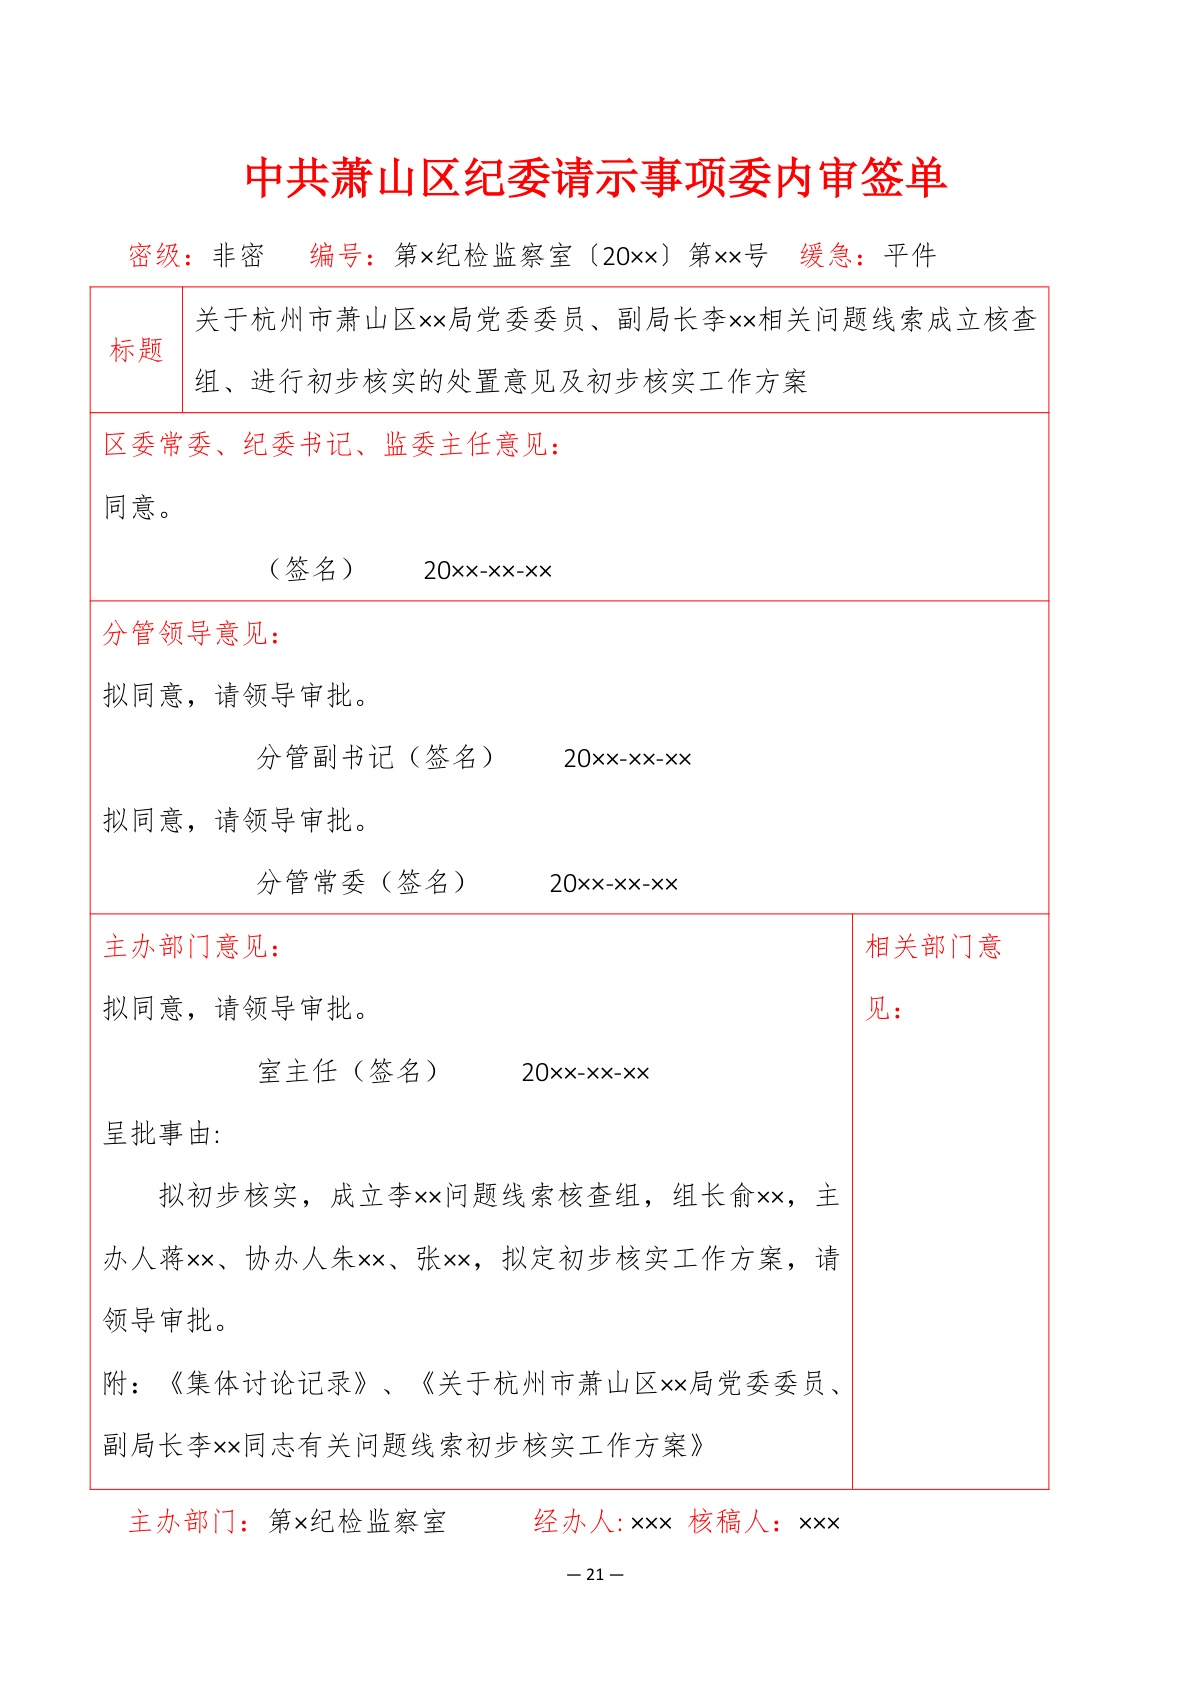 中共萧山区纪委请示事项委内审签单
密级：非密 编号：第×纪检监察室〔20××〕第××号 缓急：平件
标题
关于杭州市萧山区××局党委委员、副局长李××相关问题线索成立核查
组、进行初步核实的处置意见及初步核实工作方案
区委常委、纪委书记、监委主任意见：
同意。
（签名） 20××-××-××
分管领导意见：
拟同意，请领导审批。
分管副书记（签名） 20××-××-××
拟同意，请领导审批。
分管常委（签名） 20××-××-××
主办部门意见：
拟同意，请领导审批。
室主任（签名） 20××-××-××
呈批事由:
拟初步核实，成立李××问题线索核查组，组长俞××，主
办人蒋××、协办人朱××、张××，拟定初步核实工作方案，请
领导审批。
附：《集体讨论记录》、《关于杭州市萧山区××局党委委员、
副局长李××同志有关问题线索初步核实工作方案》
相关部门意
见：
主办部门：第×纪检监察室 经办人: ××× 核稿人：×××
— 21 —